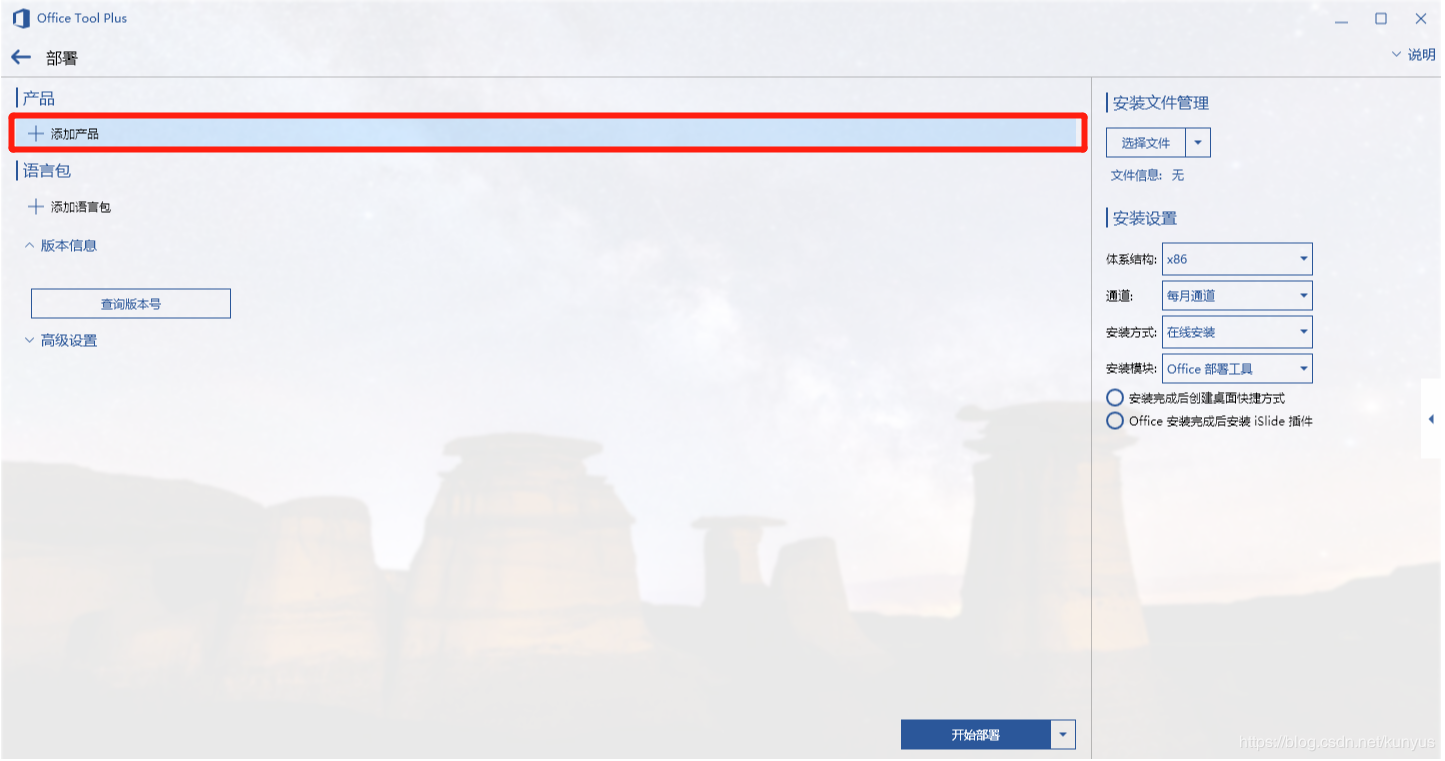 Office Tool Plus
部署
说明
产品
添加产品
语言包
添加语言包
版本信息
查询版本号
高级设置
安装文件管理
选择文件
文件信息: 无
安装设置
体系结构: x86
通道: 每月通道
安装方式: 在线安装
安装模块: Office 部署工具
安装完成后创建桌面快捷方式
Office 安装完成后安装 iSlide 插件
开始部署
https://blog.csdn.net/kunyus